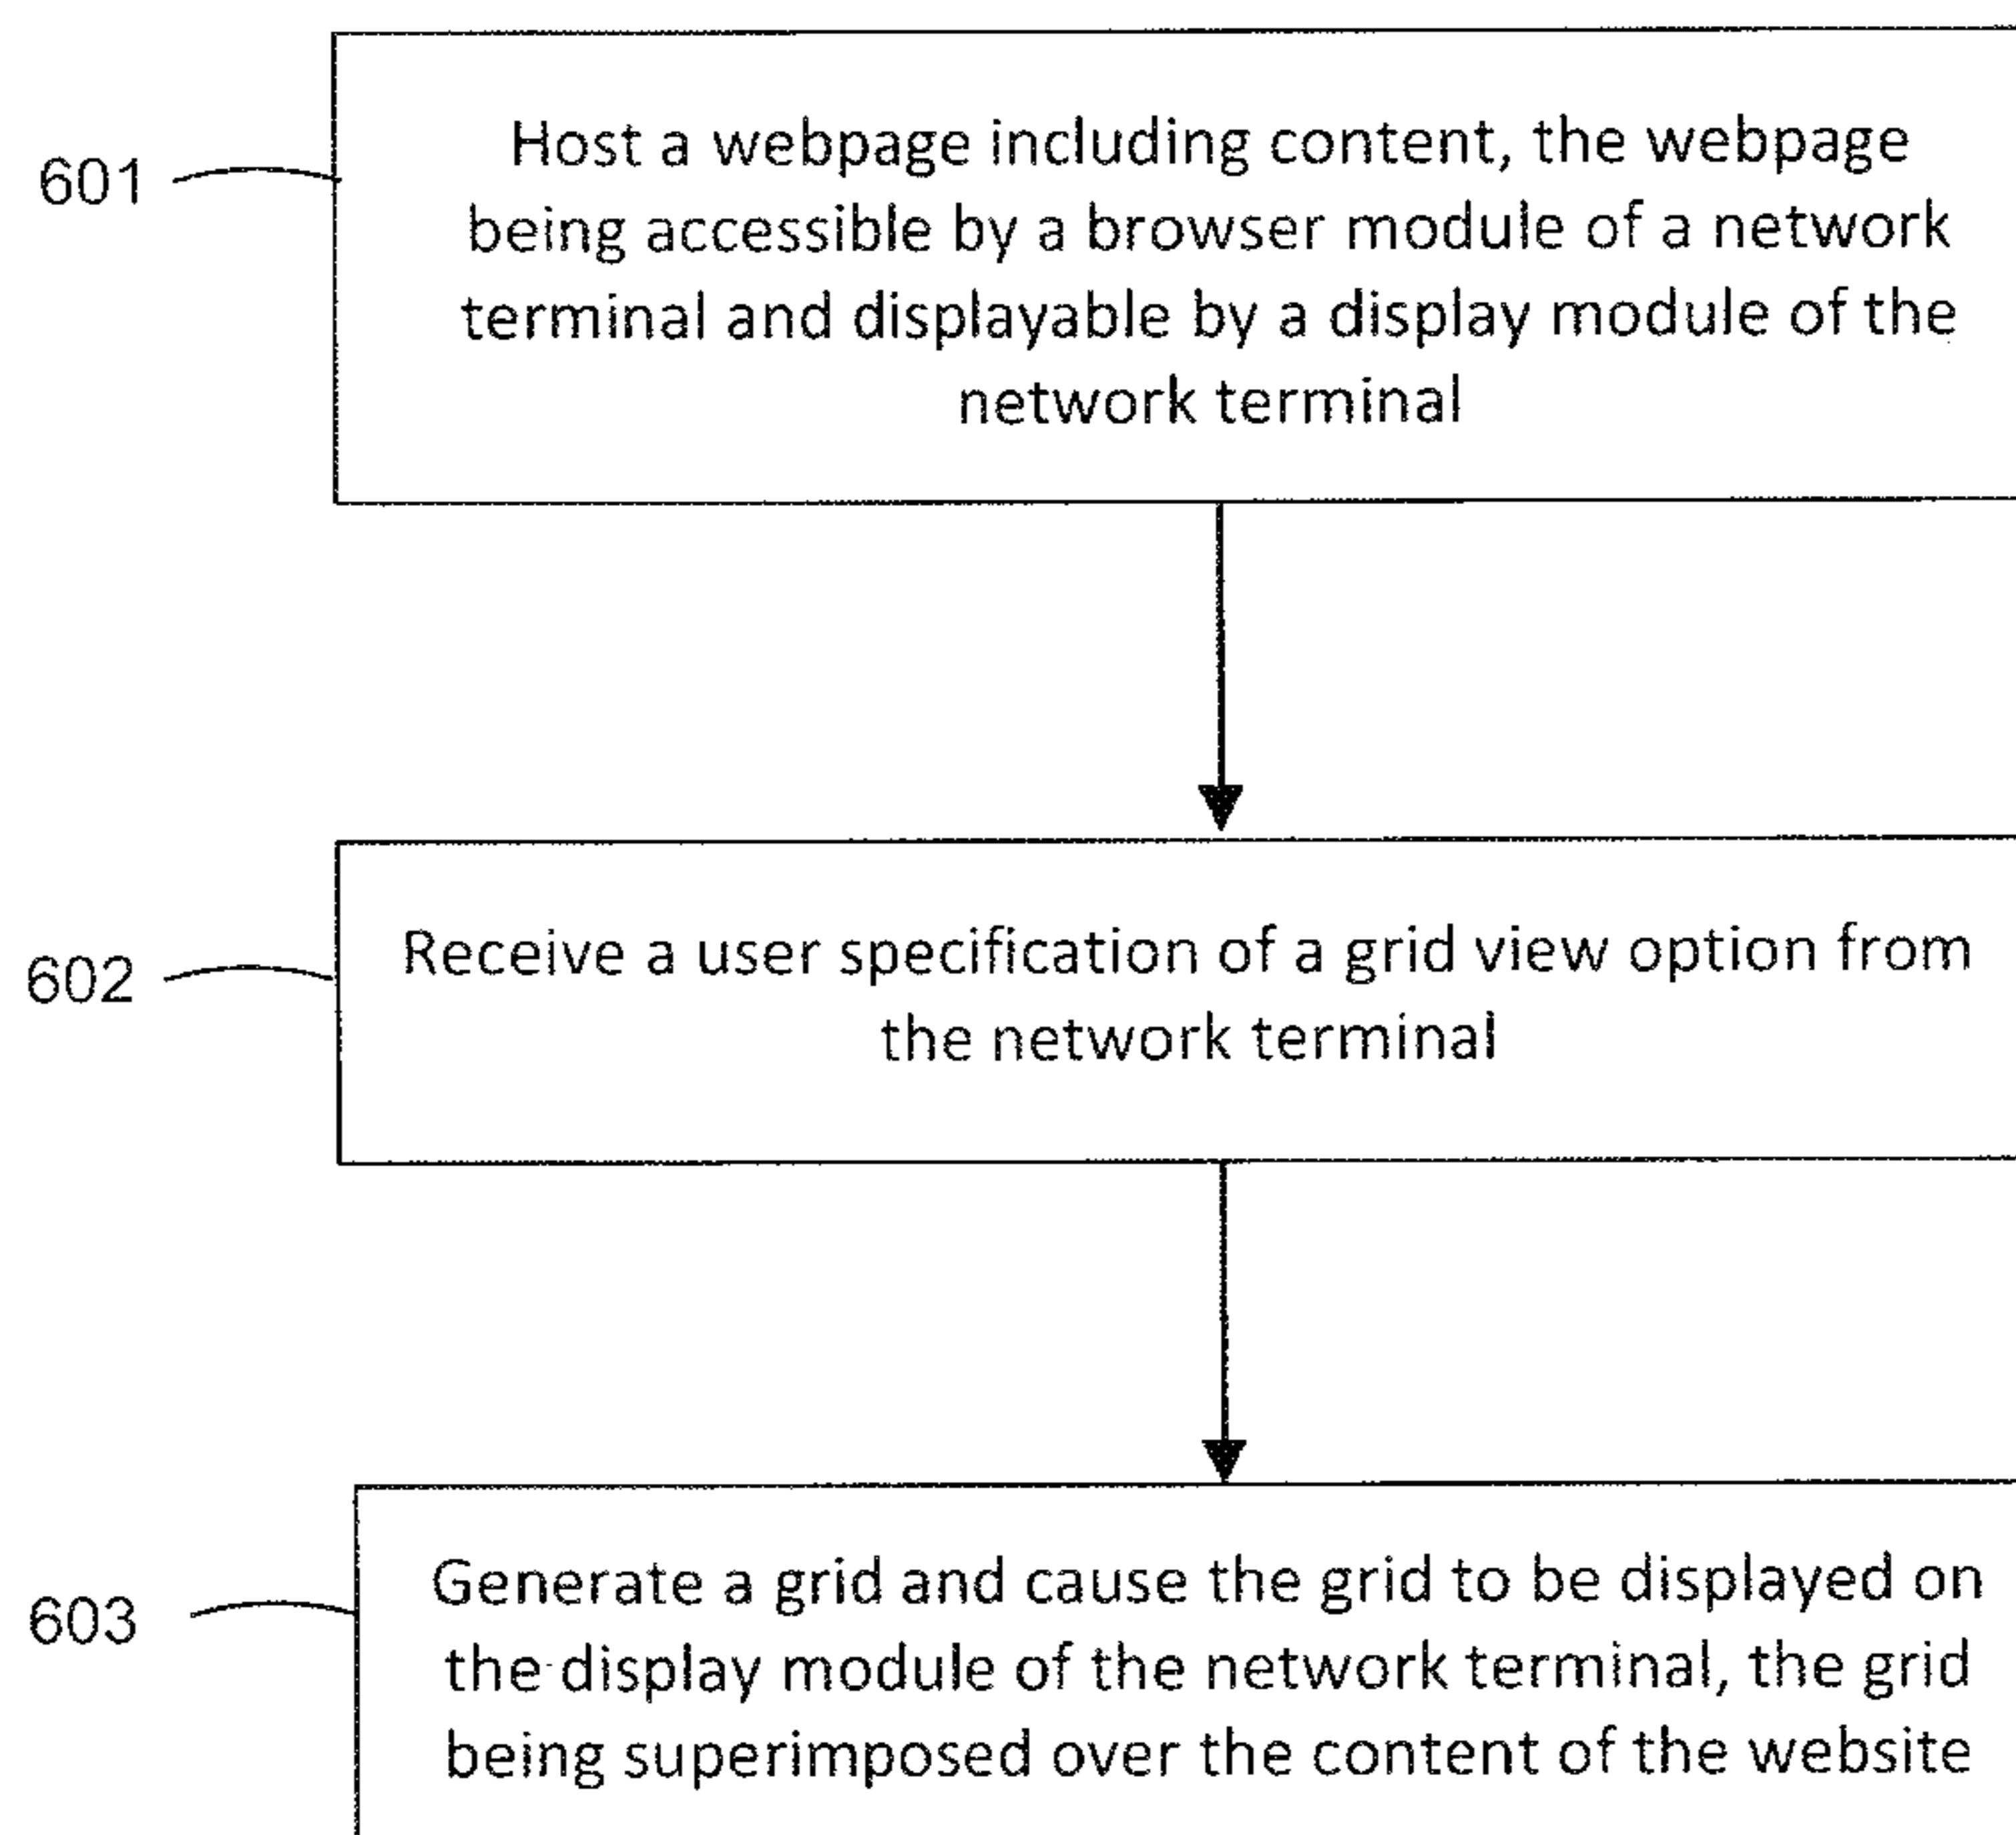 601
Host a webpage including content, the webpage
being accessible by a browser module of a network
terminal and displayable by a display module of the
network terminal
602
Receive a user specification of a grid view option from
the network terminal
603
Generate a grid and cause the grid to be displayed on
the display module of the network terminal, the grid
being superimposed over the content of the website